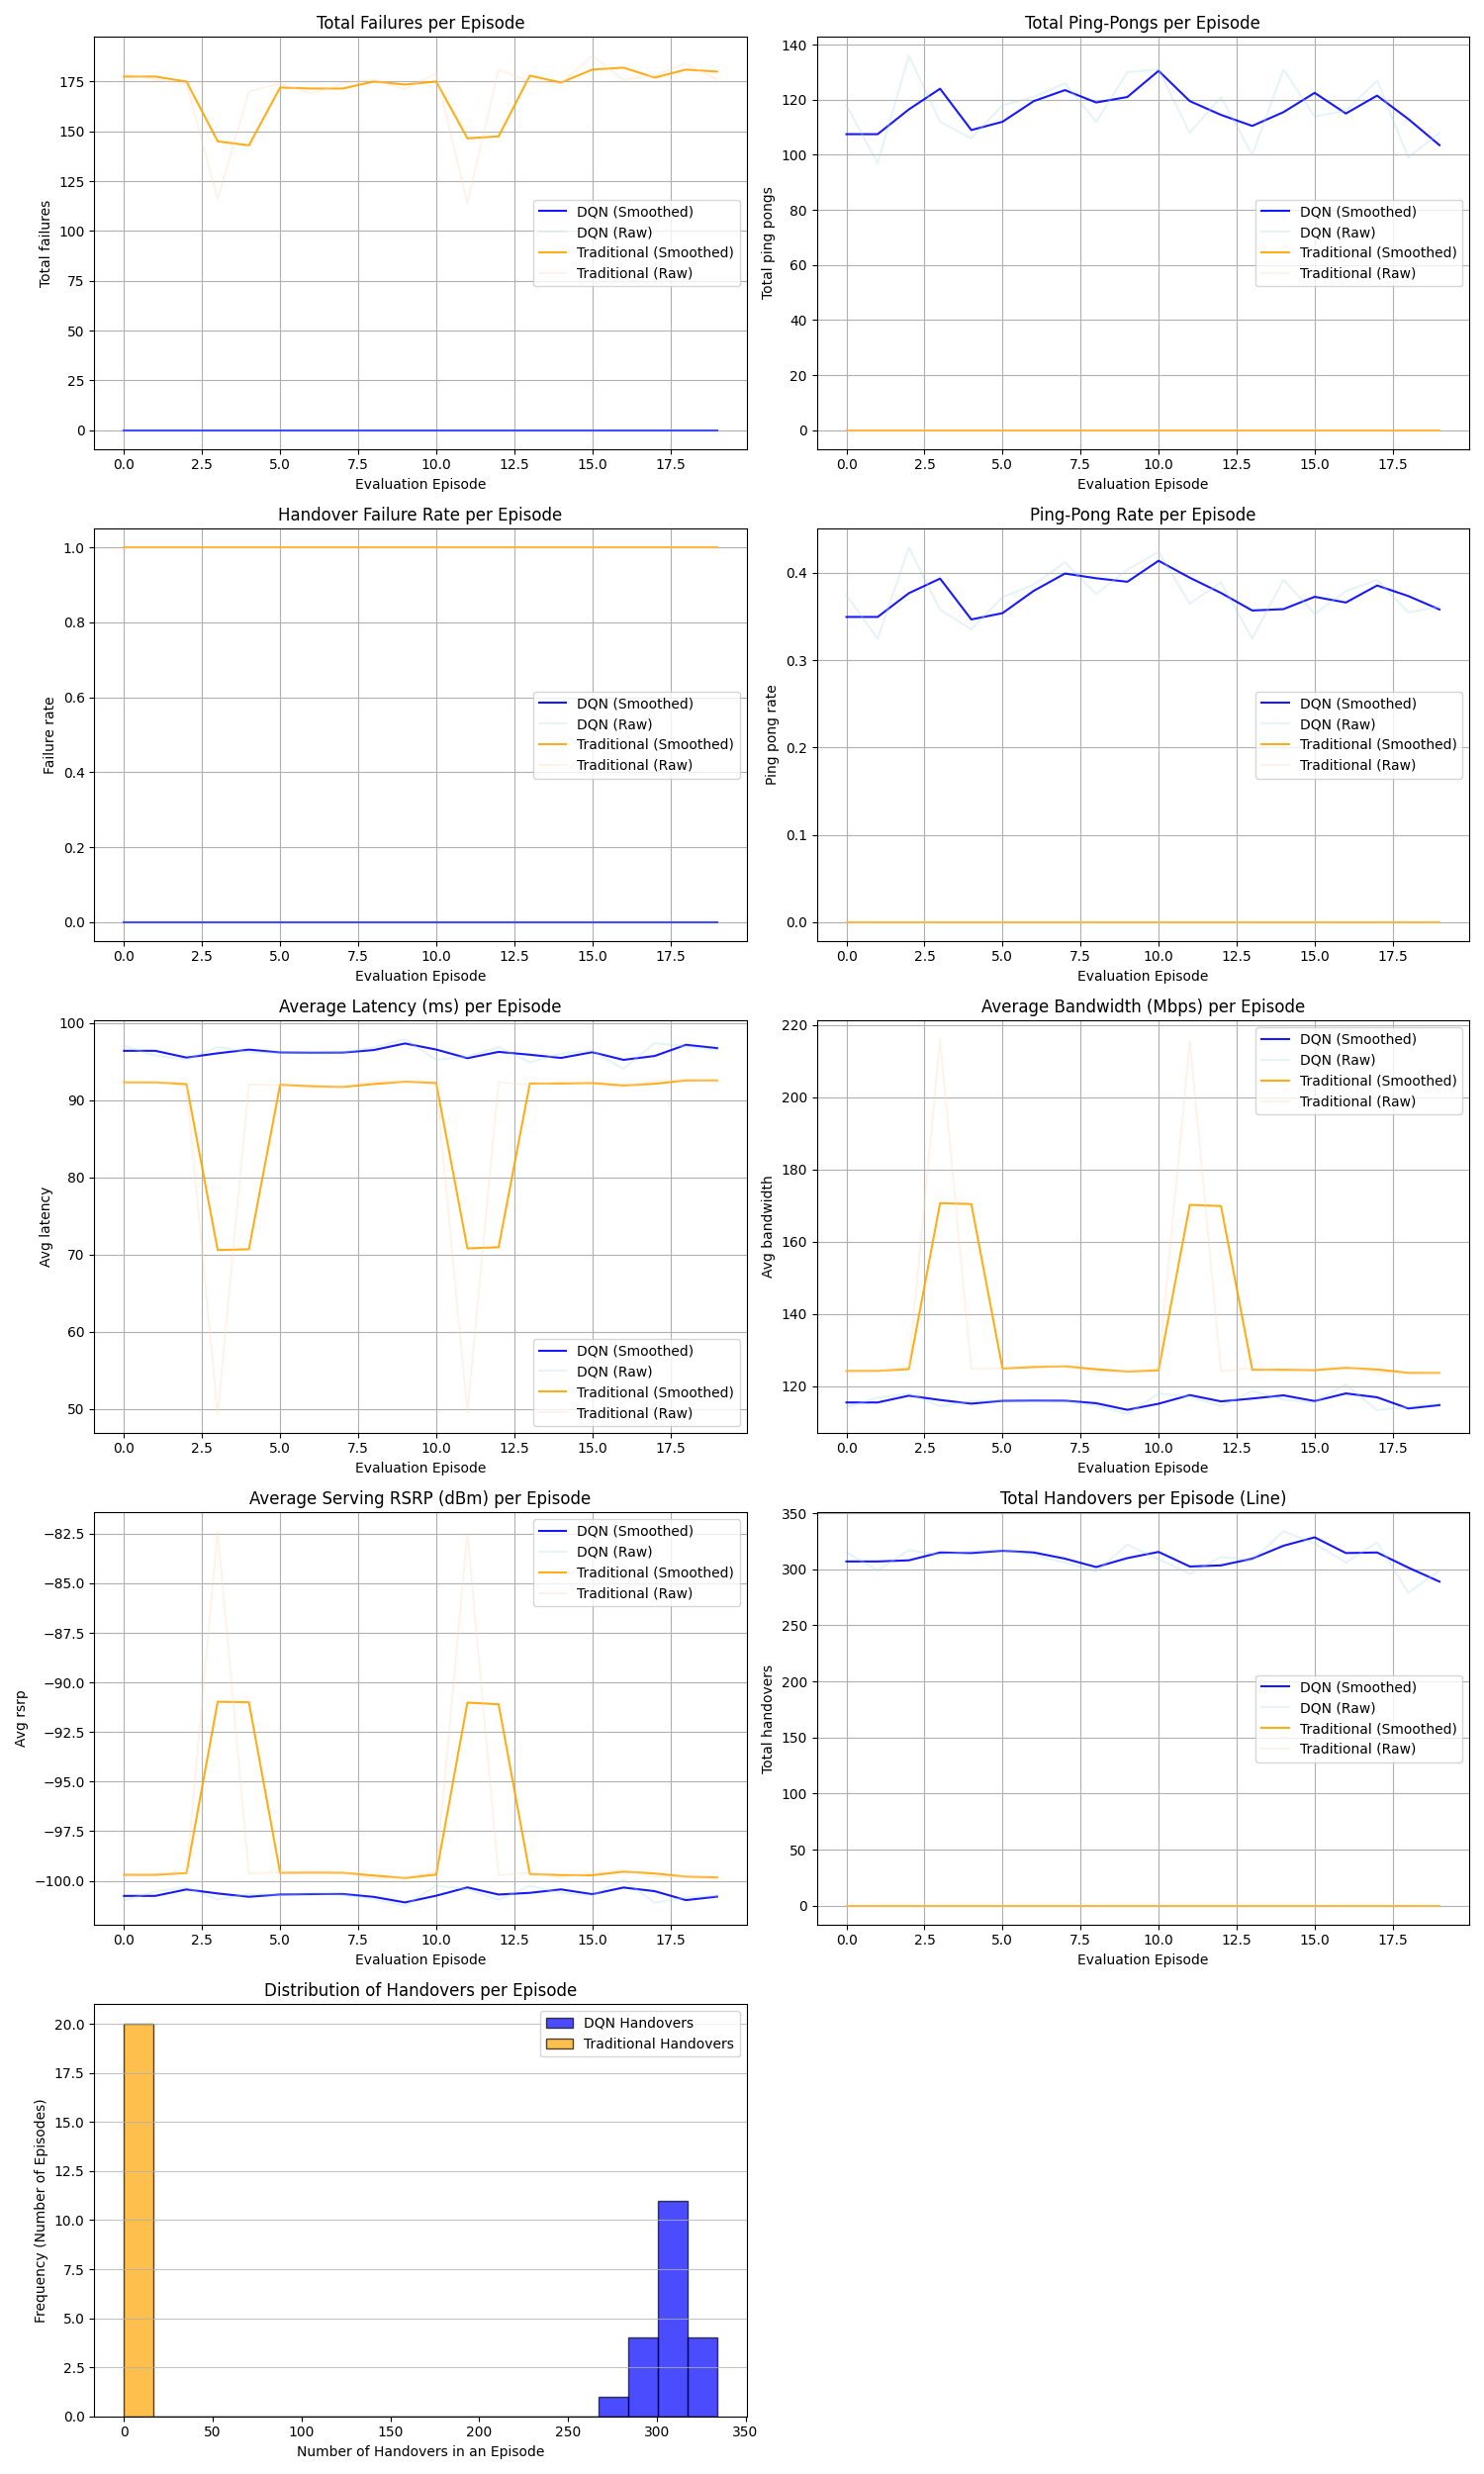 Total Failures per Episode
Total failures
175
150
125
100
75
50
25
0
0.0 2.5 5.0 7.5 10.0 12.5 15.0 17.5
Evaluation Episode
DQN (Smoothed)
DQN (Raw)
Traditional (Smoothed)
Traditional (Raw)
Total Ping-Pongs per Episode
Total ping pongs
140
120
100
80
60
40
20
0
0.0 2.5 5.0 7.5 10.0 12.5 15.0 17.5
Evaluation Episode
DQN (Smoothed)
DQN (Raw)
Traditional (Smoothed)
Traditional (Raw)
Handover Failure Rate per Episode
Failure rate
1.0
0.8
0.6
0.4
0.2
0.0
0.0 2.5 5.0 7.5 10.0 12.5 15.0 17.5
Evaluation Episode
DQN (Smoothed)
DQN (Raw)
Traditional (Smoothed)
Traditional (Raw)
Ping-Pong Rate per Episode
Ping pong rate
0.4
0.3
0.2
0.1
0.0
0.0 2.5 5.0 7.5 10.0 12.5 15.0 17.5
Evaluation Episode
DQN (Smoothed)
DQN (Raw)
Traditional (Smoothed)
Traditional (Raw)
Average Latency (ms) per Episode
Avg latency
100
90
80
70
60
50
0.0 2.5 5.0 7.5 10.0 12.5 15.0 17.5
Evaluation Episode
DQN (Smoothed)
DQN (Raw)
Traditional (Smoothed)
Traditional (Raw)
Average Bandwidth (Mbps) per Episode
Avg bandwidth
220
200
180
160
140
120
0.0 2.5 5.0 7.5 10.0 12.5 15.0 17.5
Evaluation Episode
DQN (Smoothed)
DQN (Raw)
Traditional (Smoothed)
Traditional (Raw)
Average Serving RSRP (dBm) per Episode
Avg rsrp
−82.5
−85.0
−87.5
−90.0
−92.5
−95.0
−97.5
−100.0
0.0 2.5 5.0 7.5 10.0 12.5 15.0 17.5
Evaluation Episode
DQN (Smoothed)
DQN (Raw)
Traditional (Smoothed)
Traditional (Raw)
Total Handovers per Episode (Line)
Total handovers
350
300
250
200
150
100
50
0
0.0 2.5 5.0 7.5 10.0 12.5 15.0 17.5
Evaluation Episode
DQN (Smoothed)
DQN (Raw)
Traditional (Smoothed)
Traditional (Raw)
Distribution of Handovers per Episode
Frequency (Number of Episodes)
20.0
17.5
15.0
12.5
10.0
7.5
5.0
2.5
0.0
0 50 100 150 200 250 300 350
Number of Handovers in an Episode
DQN Handovers
Traditional Handovers